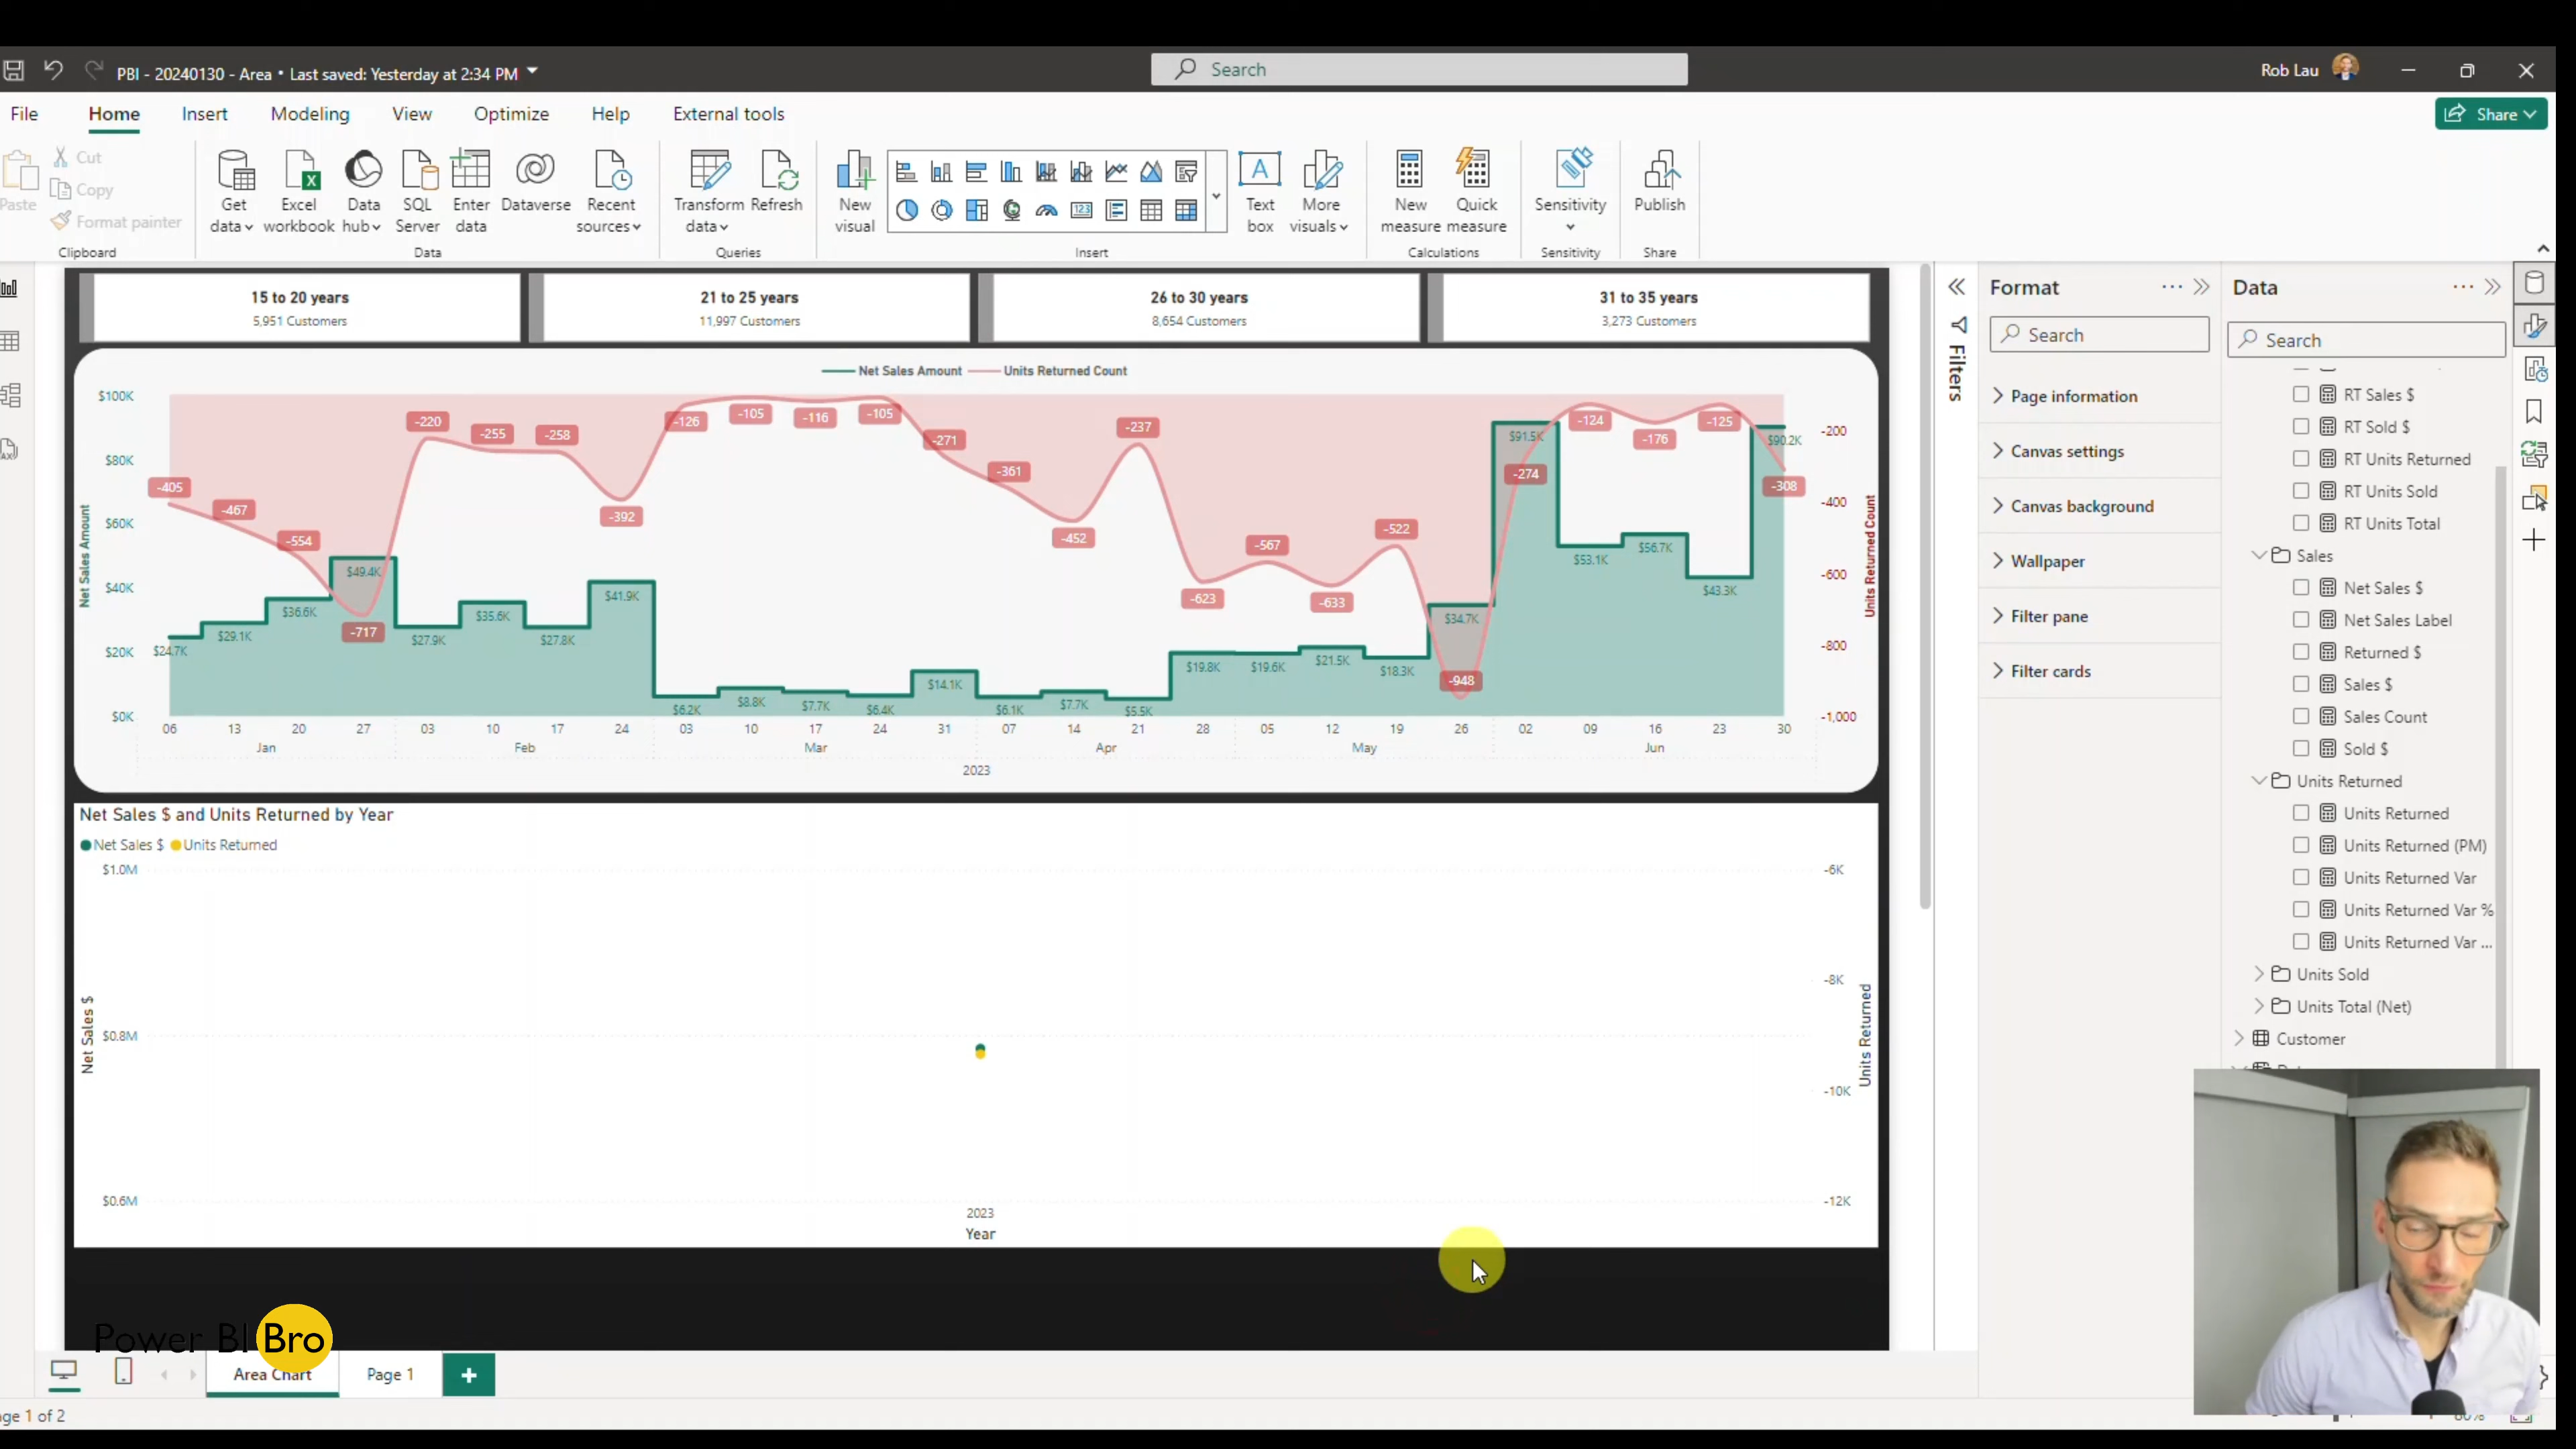 PBI - 20240130 - Area • Last saved: Yesterday at 2:34 PM
Search
Rob Lau
File Home Insert Modeling View Optimize Help External tools
Share
Paste
Cut
Copy
Format painter
Clipboard
Get data
Excel workbook
Data hub
SQL Server
Enter data
Dataverse
Recent sources
Data
Transform data
Refresh
Queries
New visual
Text box
More visuals
Insert
New measure
Quick measure
Calculations
Sensitivity
Sensitivity
Publish
Share
15 to 20 years
5,951 Customers
21 to 25 years
11,997 Customers
26 to 30 years
8,654 Customers
31 to 35 years
3,273 Customers
Net Sales Amount Units Returned Count
Net Sales Amount
$100K
$80K
$60K
$40K
$20K
$0K
-405 -467 -554 -717 -220 -255 -258 -392 -126 -105 -116 -105 -271 -361 -452 -237 -623 -567 -633 -522 -948 -274 -124 -176 -125 -308
$24.7K $29.1K $36.6K $49.4K $27.9K $35.6K $27.8K $41.9K $6.2K $8.8K $7.7K $6.4K $14.1K $6.1K $7.7K $5.5K $19.8K $19.6K $21.5K $18.3K $34.7K $91.5K $53.1K $56.7K $43.3K $90.2K
-200
-400
-600
-800
-1,000
Units Returned Count
06 13 20 27 03 10 17 24 03 10 17 24 31 07 14 21 28 05 12 19 26 02 09 16 23 30
Jan Feb Mar Apr May Jun
2023
Net Sales $ and Units Returned by Year
Net Sales $ Units Returned
Net Sales $
$1.0M
$0.8M
$0.6M
-6K
-8K
-10K
-12K
Units Returned
2023
Year
Power BI Bro
Area Chart
Page 1
Page 1 of 2
Filters
Format
Search
Page information
Canvas settings
Canvas background
Wallpaper
Filter pane
Filter cards
Data
Search
RT Sales $
RT Sold $
RT Units Returned
RT Units Sold
RT Units Total
Sales
Net Sales $
Net Sales Label
Returned $
Sales $
Sales Count
Sold $
Units Returned
Units Returned
Units Returned (PM)
Units Returned Var
Units Returned Var %
Units Returned Var ...
Units Sold
Units Total (Net)
Customer